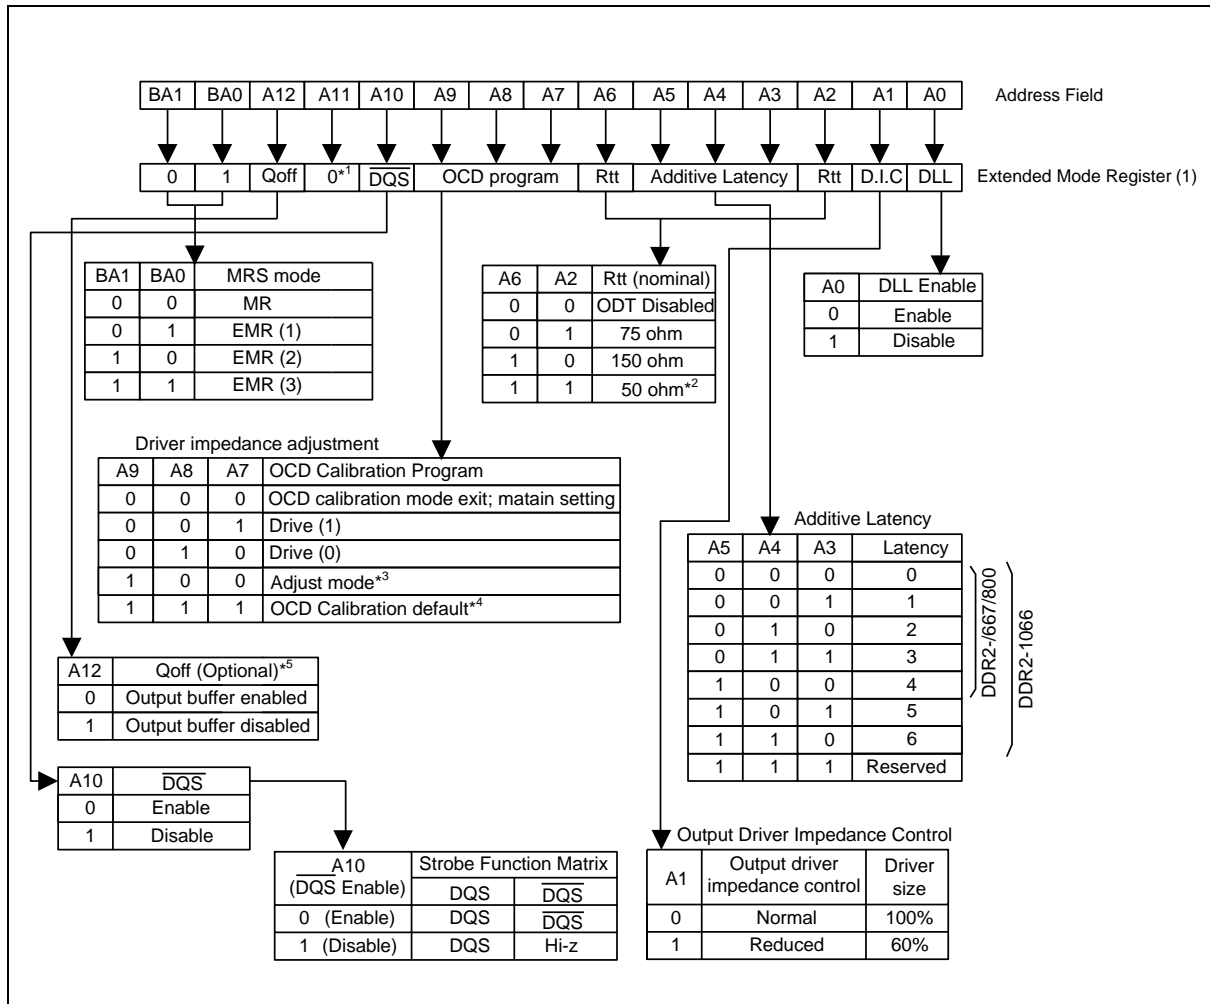 BA1 BA0 A12 A11 A10 A9 A8 A7 A6 A5 A4 A3 A2 A1 A0 Address Field
0 1 Qoff 0*1 D̅Q̅S̅ OCD program Rtt Additive Latency Rtt D.I.C DLL Extended Mode Register (1)
BA1 BA0 MRS mode
0 0 MR
0 1 EMR (1)
1 0 EMR (2)
1 1 EMR (3)
A6 A2 Rtt (nominal)
0 0 ODT Disabled
0 1 75 ohm
1 0 150 ohm
1 1 50 ohm*2
A0 DLL Enable
0 Enable
1 Disable
Driver impedance adjustment
A9 A8 A7 OCD Calibration Program
0 0 0 OCD calibration mode exit; matain setting
0 0 1 Drive (1)
0 1 0 Drive (0)
1 0 0 Adjust mode*3
1 1 1 OCD Calibration default*4
Additive Latency
A5 A4 A3 Latency
0 0 0 0
0 0 1 1
0 1 0 2
0 1 1 3
1 0 0 4
1 0 1 5
1 1 0 6
1 1 1 Reserved
DDR2-/667/800
DDR2-1066
A12 Qoff (Optional)*5
0 Output buffer enabled
1 Output buffer disabled
A10 D̅Q̅S̅
0 Enable
1 Disable
A10
(D̅Q̅S̅ Enable)
Strobe Function Matrix
DQS D̅Q̅S̅
0 (Enable) DQS D̅Q̅S̅
1 (Disable) DQS Hi-z
Output Driver Impedance Control
A1
Output driver
impedance control
Driver
size
0 Normal 100%
1 Reduced 60%